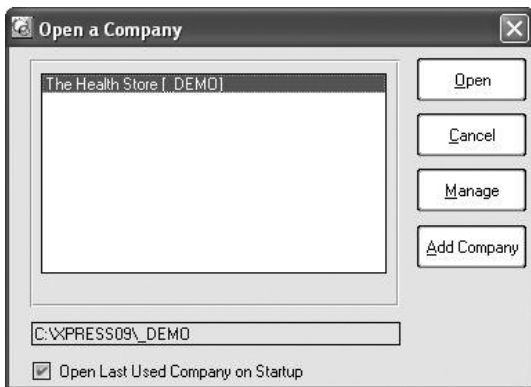 Open a Company
The Health Store [_DEMO]
Open
Cancel
Manage
Add Company
C:\XPRESS09\_DEMO
Open Last Used Company on Startup